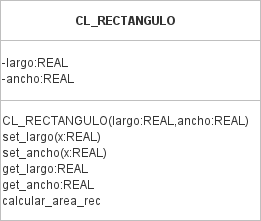 CL_RECTANGULO
-largo:REAL
-ancho:REAL
CL_RECTANGULO(largo:REAL,ancho:REAL)
set_largo(x:REAL)
set_ancho(x:REAL)
get_largo:REAL
get_ancho:REAL
calcular_area_rec